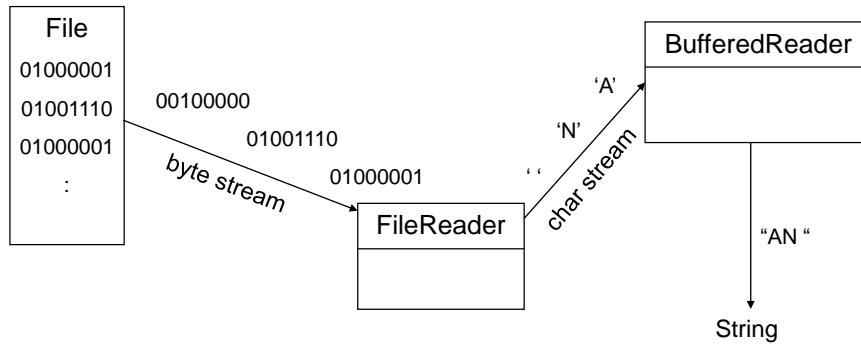 File
01000001
01001110
01000001
:
00100000
01001110
01000001
byte stream
FileReader
‘ ‘
‘N’
‘A’
char stream
BufferedReader
“AN “
String